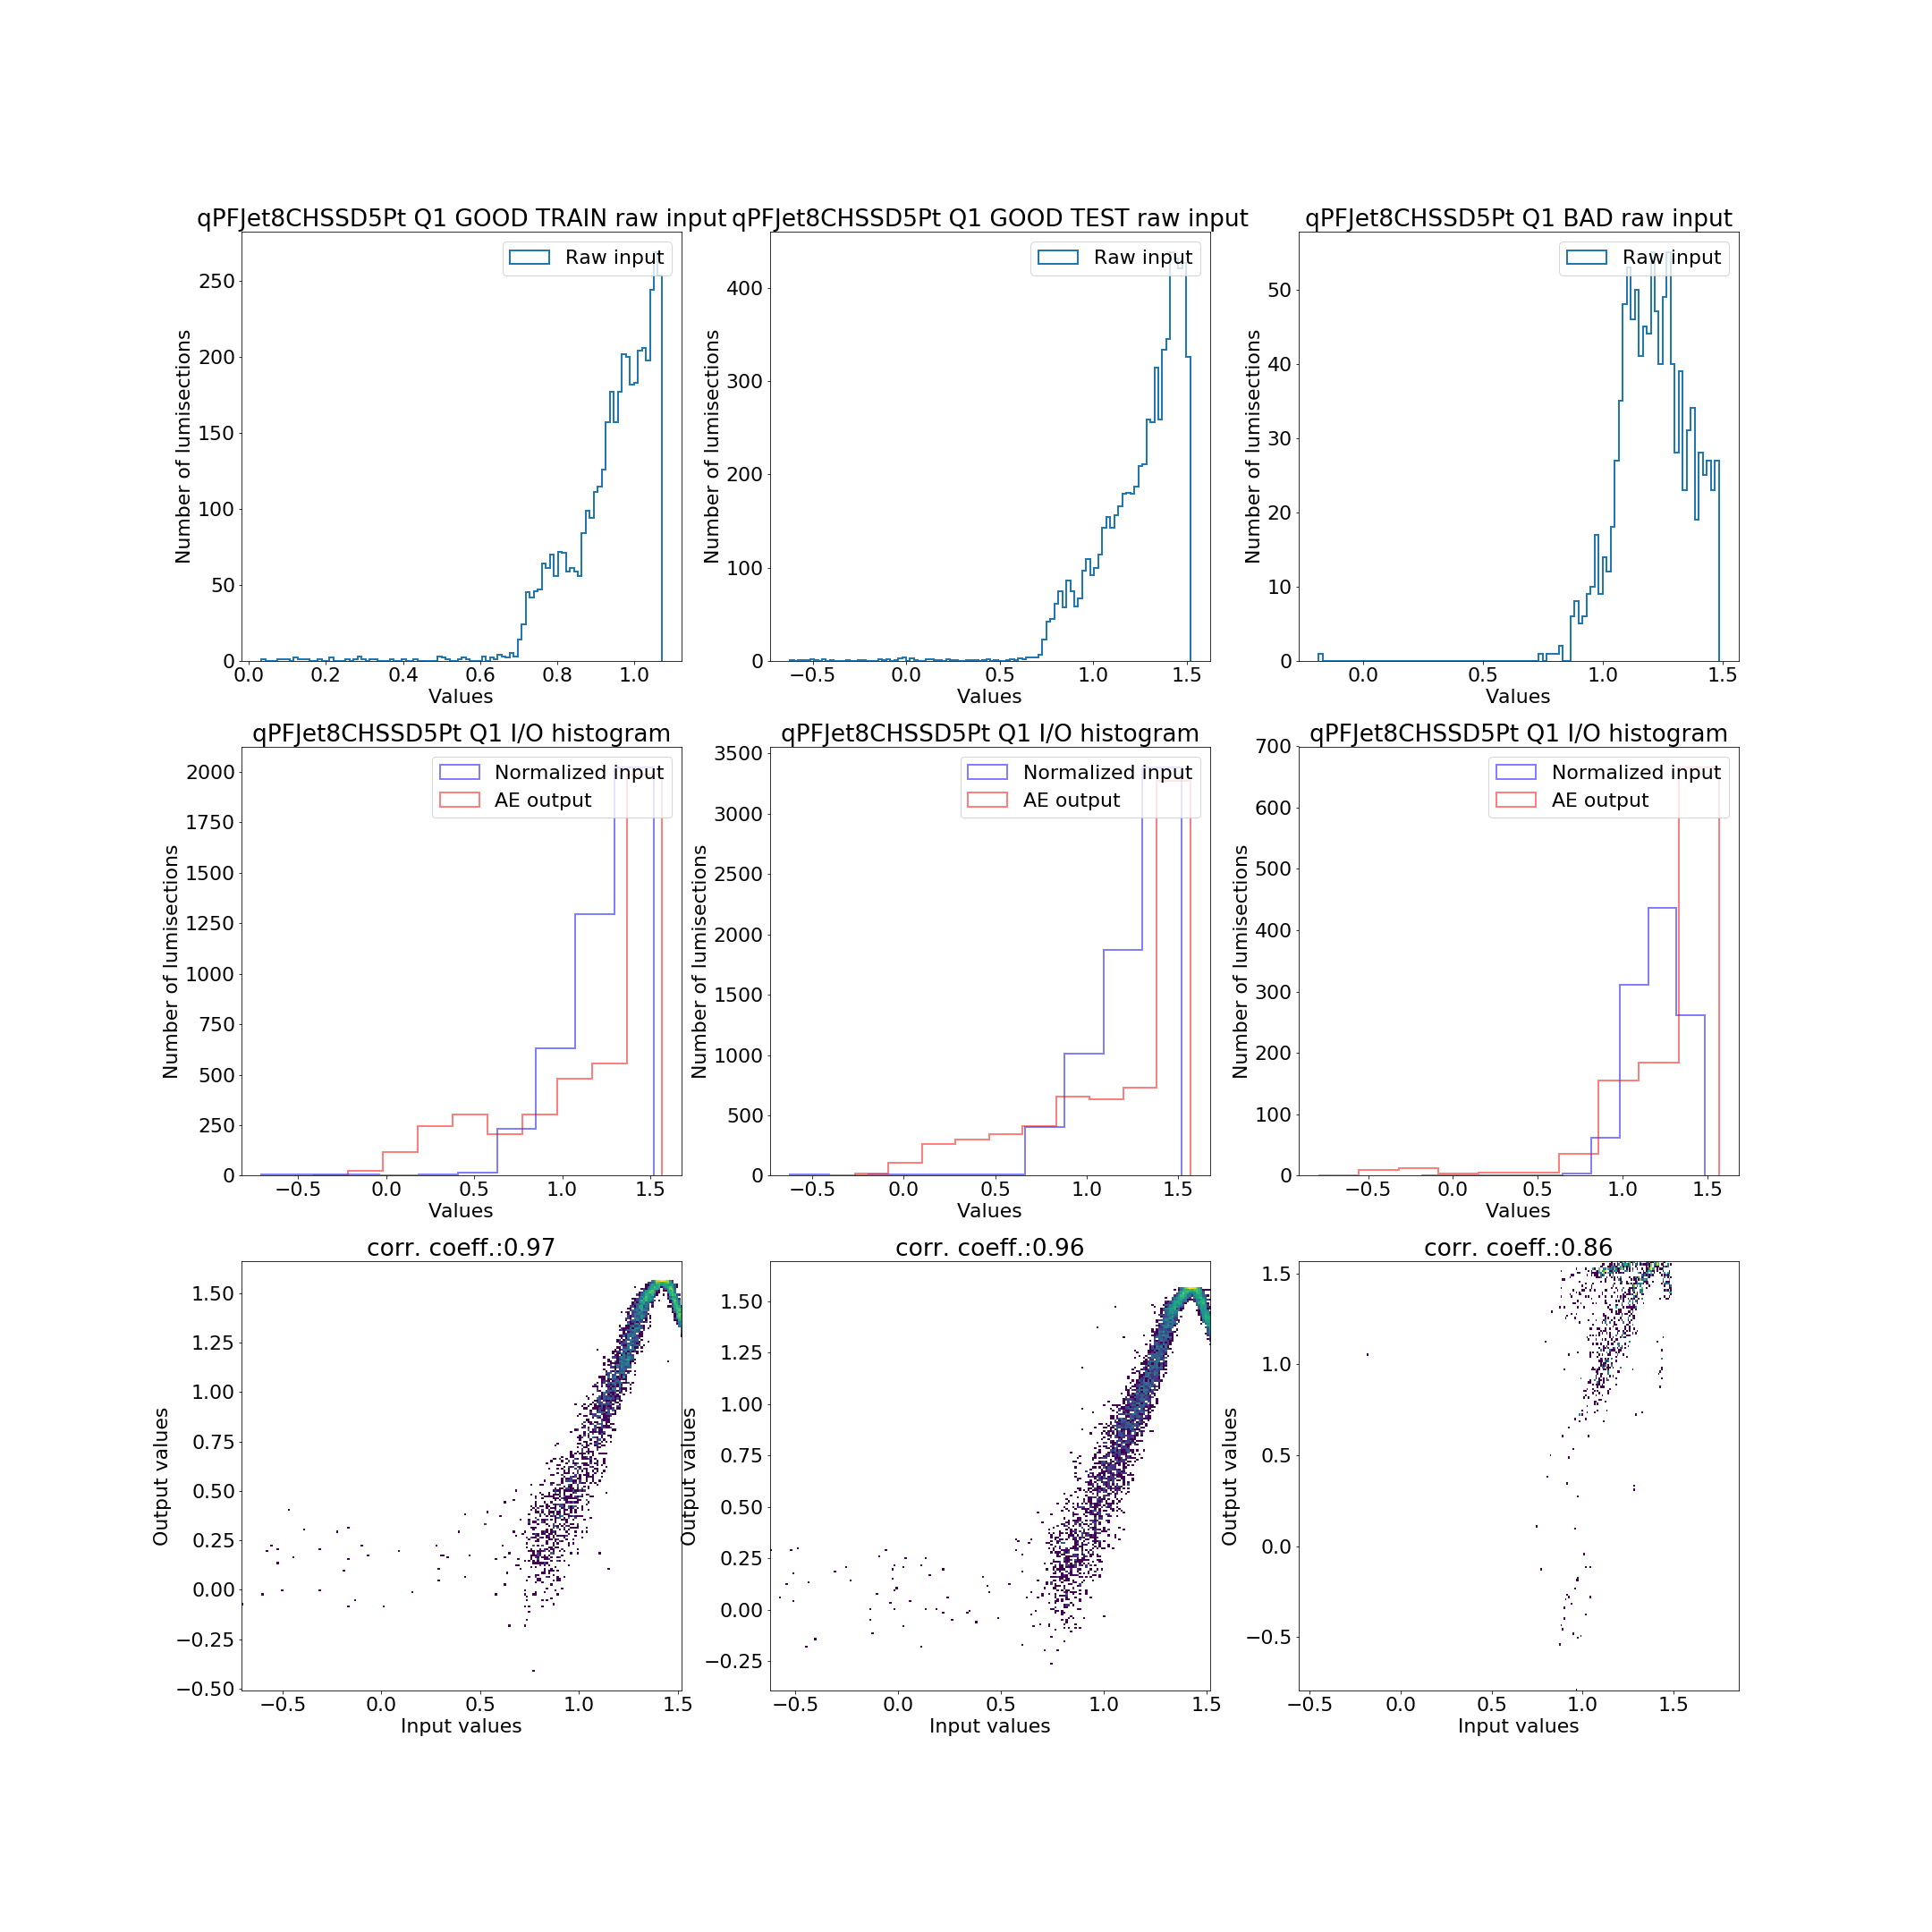 qPFJet8CHSSD5Pt Q1 GOOD TRAIN raw input
Raw input
Number of lumisections
250
200
150
100
50
0
0.0 0.2 0.4 0.6 0.8 1.0
Values
qPFJet8CHSSD5Pt Q1 GOOD TEST raw input
Raw input
Number of lumisections
400
300
200
100
0
−0.5 0.0 0.5 1.0 1.5
Values
qPFJet8CHSSD5Pt Q1 BAD raw input
Raw input
Number of lumisections
50
40
30
20
10
0
0.0 0.5 1.0 1.5
Values
qPFJet8CHSSD5Pt Q1 I/O histogram
Normalized input
AE output
Number of lumisections
2000
1750
1500
1250
1000
750
500
250
0
−0.5 0.0 0.5 1.0 1.5
Values
qPFJet8CHSSD5Pt Q1 I/O histogram
Normalized input
AE output
Number of lumisections
3500
3000
2500
2000
1500
1000
500
0
−0.5 0.0 0.5 1.0 1.5
Values
qPFJet8CHSSD5Pt Q1 I/O histogram
Normalized input
AE output
Number of lumisections
700
600
500
400
300
200
100
0
−0.5 0.0 0.5 1.0 1.5
Values
corr. coeff.:0.97
Output values
1.50
1.25
1.00
0.75
0.50
0.25
0.00
−0.25
−0.50
−0.5 0.0 0.5 1.0 1.5
Input values
corr. coeff.:0.96
Output values
1.50
1.25
1.00
0.75
0.50
0.25
0.00
−0.25
−0.5 0.0 0.5 1.0 1.5
Input values
corr. coeff.:0.86
Output values
1.5
1.0
0.5
0.0
−0.5
−0.5 0.0 0.5 1.0 1.5
Input values